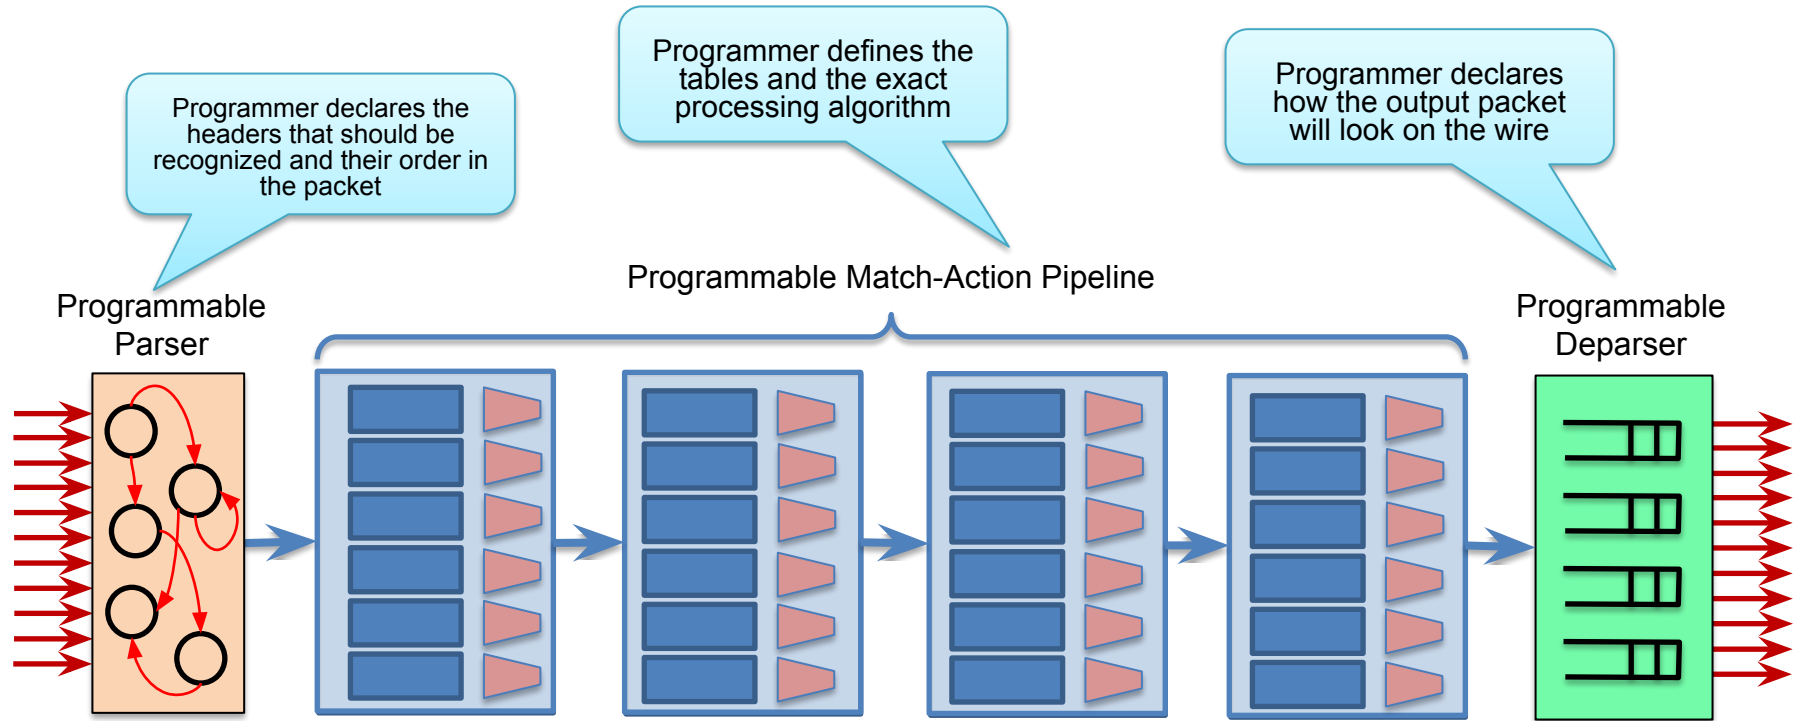 Programmer declares the
headers that should be
recognized and their order in
the packet
Programmer defines the
tables and the exact
processing algorithm
Programmer declares
how the output packet
will look on the wire
Programmable Match-Action Pipeline
Programmable
Parser
Programmable
Deparser